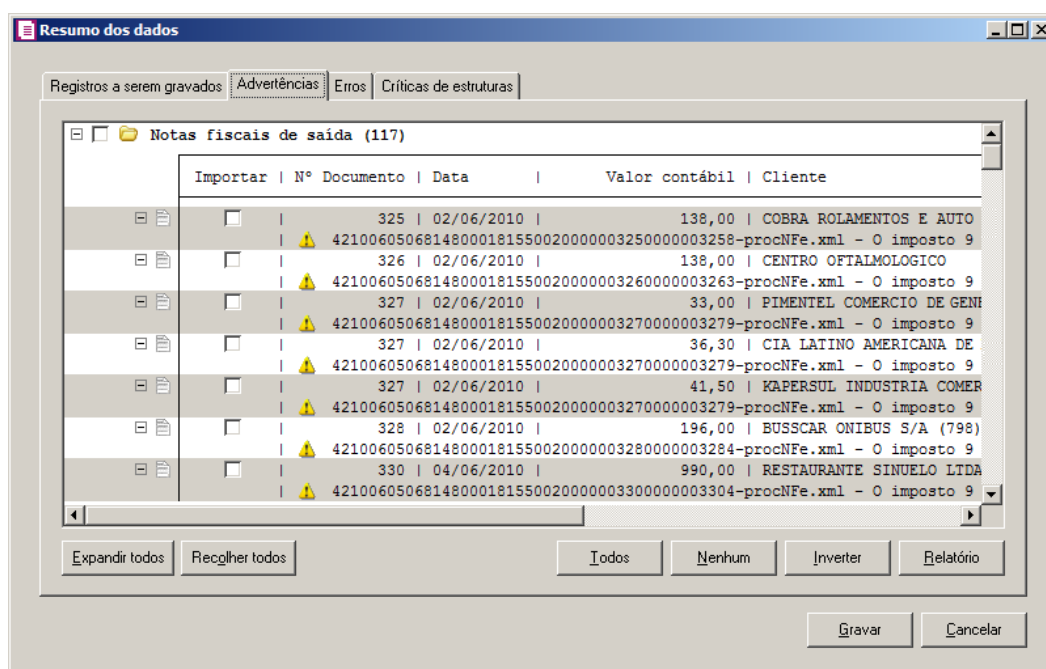 Resumo dos dados
Registros a serem gravados Advertências Erros Críticas de estruturas
Notas fiscais de saída (117)
Importar | Nº Documento | Data | Valor contábil | Cliente
| 325 | 02/06/2010 | 138,00 | COBRA ROLAMENTOS E AUTO
| 42100605068148000181550020000003250000003258-procNFe.xml - O imposto 9
| 326 | 02/06/2010 | 138,00 | CENTRO OFTALMOLOGICO
| 42100605068148000181550020000003260000003263-procNFe.xml - O imposto 9
| 327 | 02/06/2010 | 33,00 | PIMENTEL COMERCIO DE GENE
| 42100605068148000181550020000003270000003279-procNFe.xml - O imposto 9
| 327 | 02/06/2010 | 36,30 | CIA LATINO AMERICANA DE
| 42100605068148000181550020000003270000003279-procNFe.xml - O imposto 9
| 327 | 02/06/2010 | 41,50 | KAPERSUL INDUSTRIA COMER
| 42100605068148000181550020000003270000003279-procNFe.xml - O imposto 9
| 328 | 02/06/2010 | 196,00 | BUSSCAR ONIBUS S/A (798)
| 42100605068148000181550020000003280000003284-procNFe.xml - O imposto 9
| 330 | 04/06/2010 | 990,00 | RESTAURANTE SINUELO LTDA
| 42100605068148000181550020000003300000003304-procNFe.xml - O imposto 9
Expandir todos Recolher todos Todos Nenhum Inverter Relatório
Gravar Cancelar